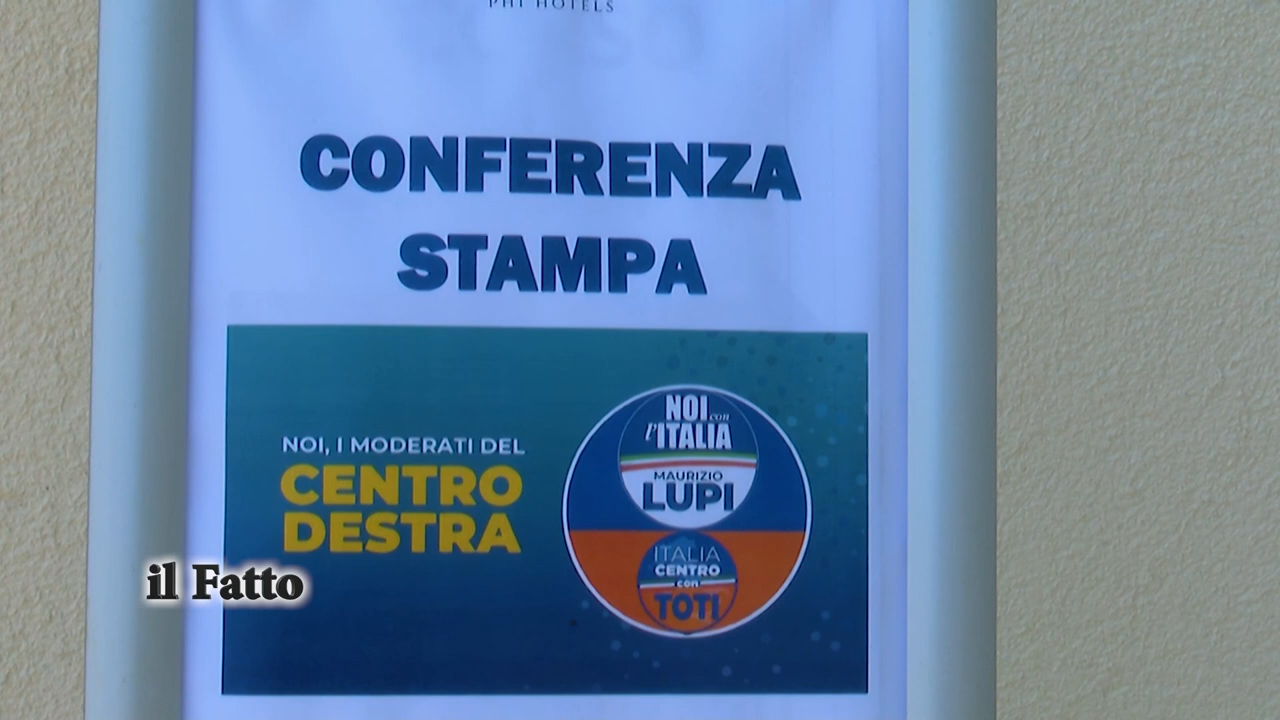 PHI HOTELS
CONFERENZA
STAMPA
NOI, I MODERATI DEL
CENTRO
DESTRA
NOI con
l'ITALIA
MAURIZIO
LUPI
ITALIA
CENTRO
con
TOTI
il Fatto